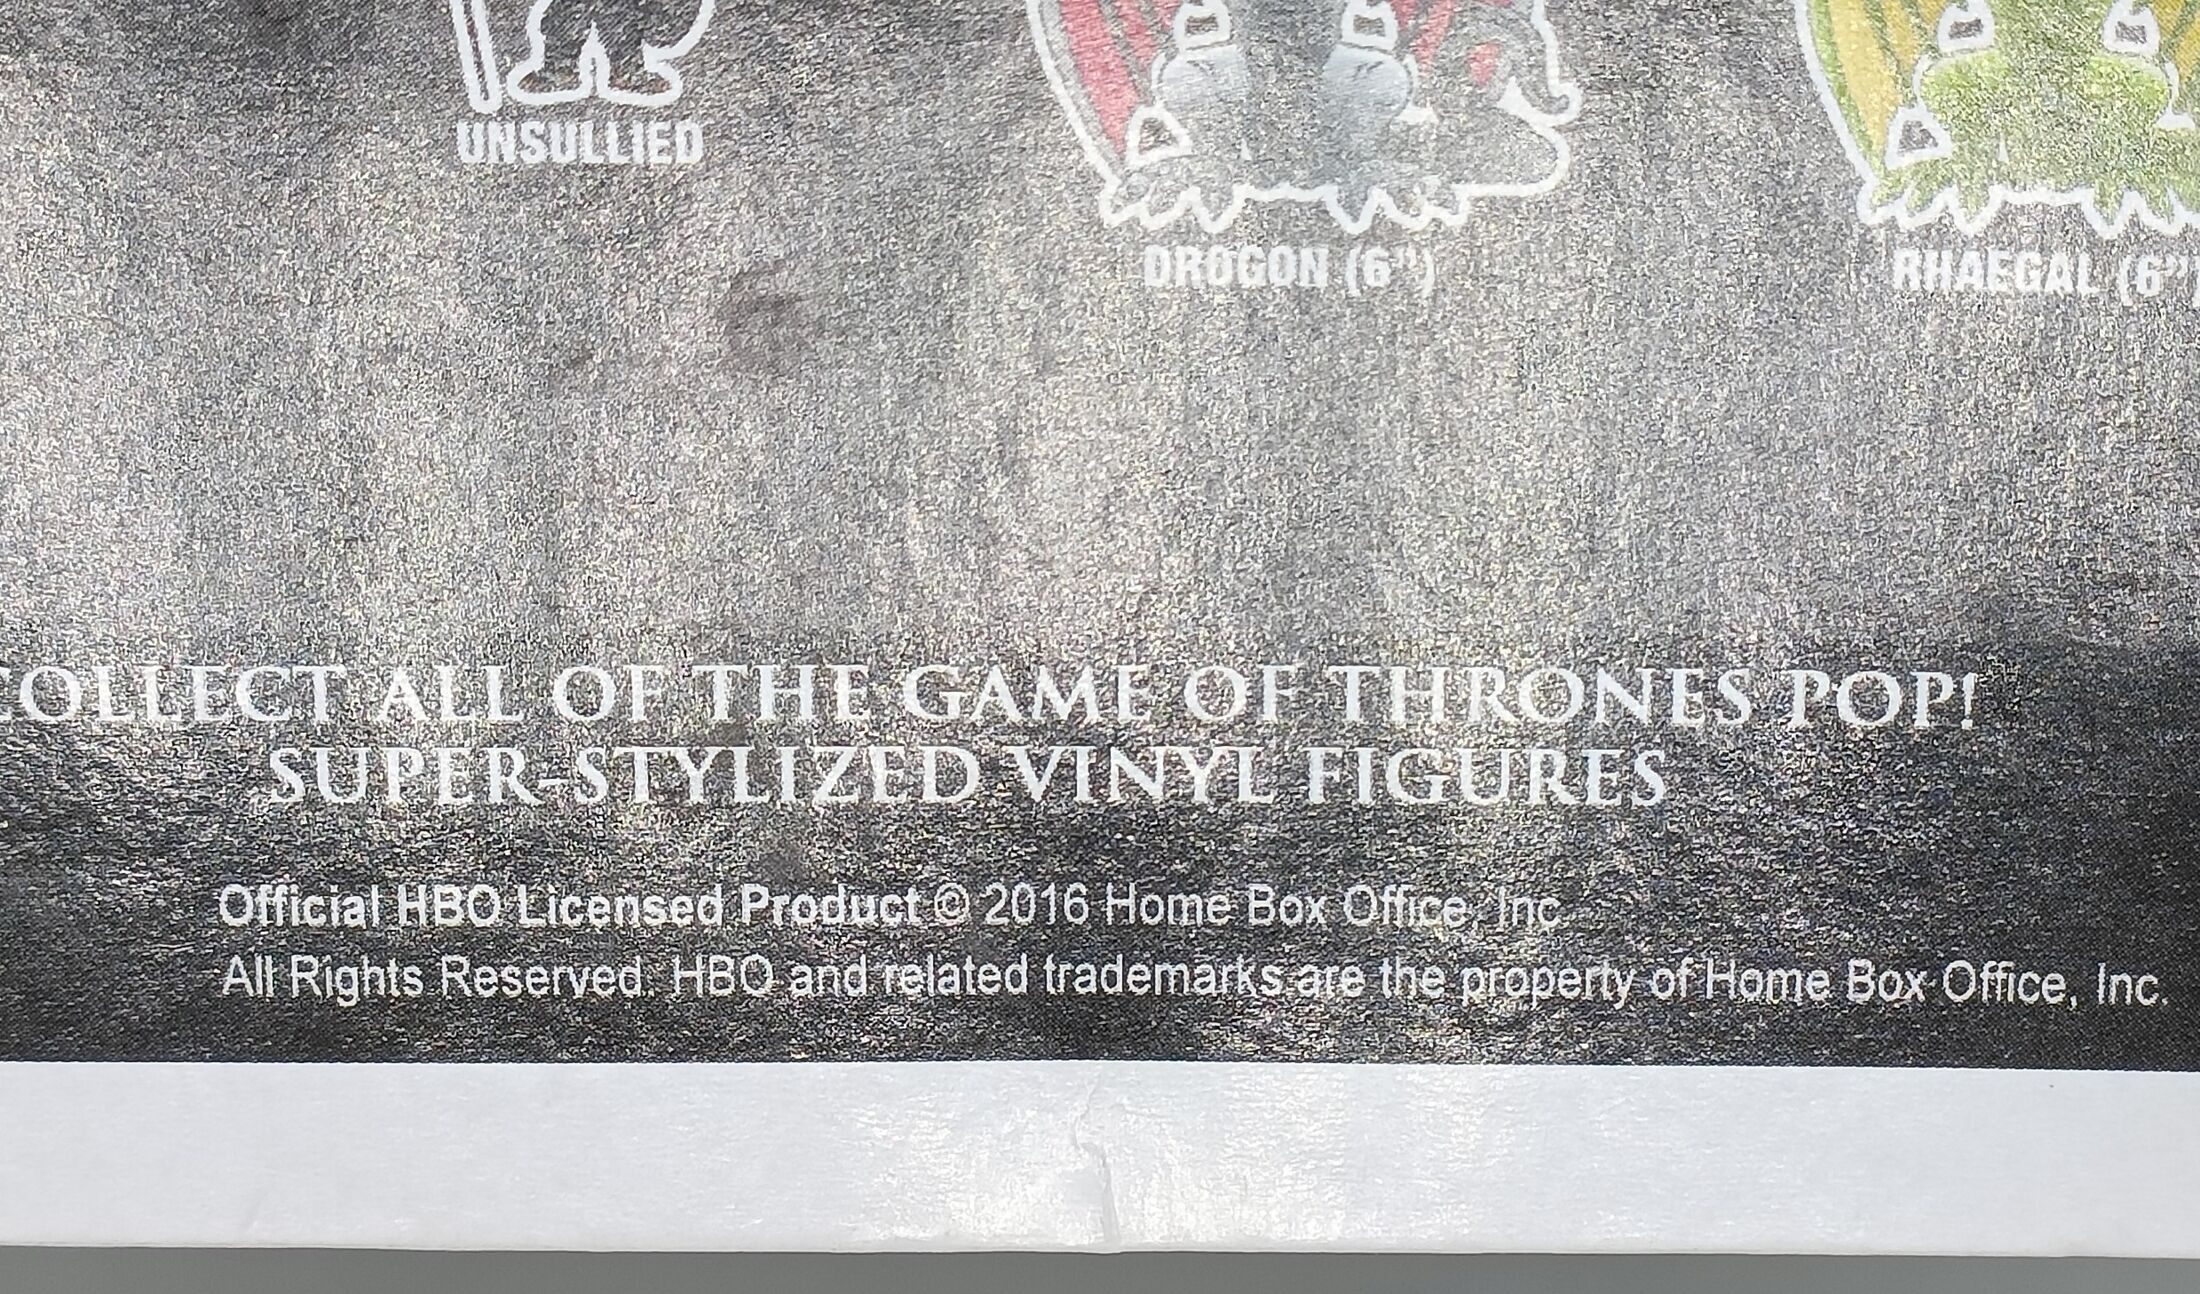 UNSULLIED
DROGON (6")
RHAEGAL (6")
COLLECT ALL OF THE GAME OF THRONES POP!
SUPER-STYLIZED VINYL FIGURES
Official HBO Licensed Product © 2016 Home Box Office, Inc.
All Rights Reserved. HBO and related trademarks are the property of Home Box Office, Inc.